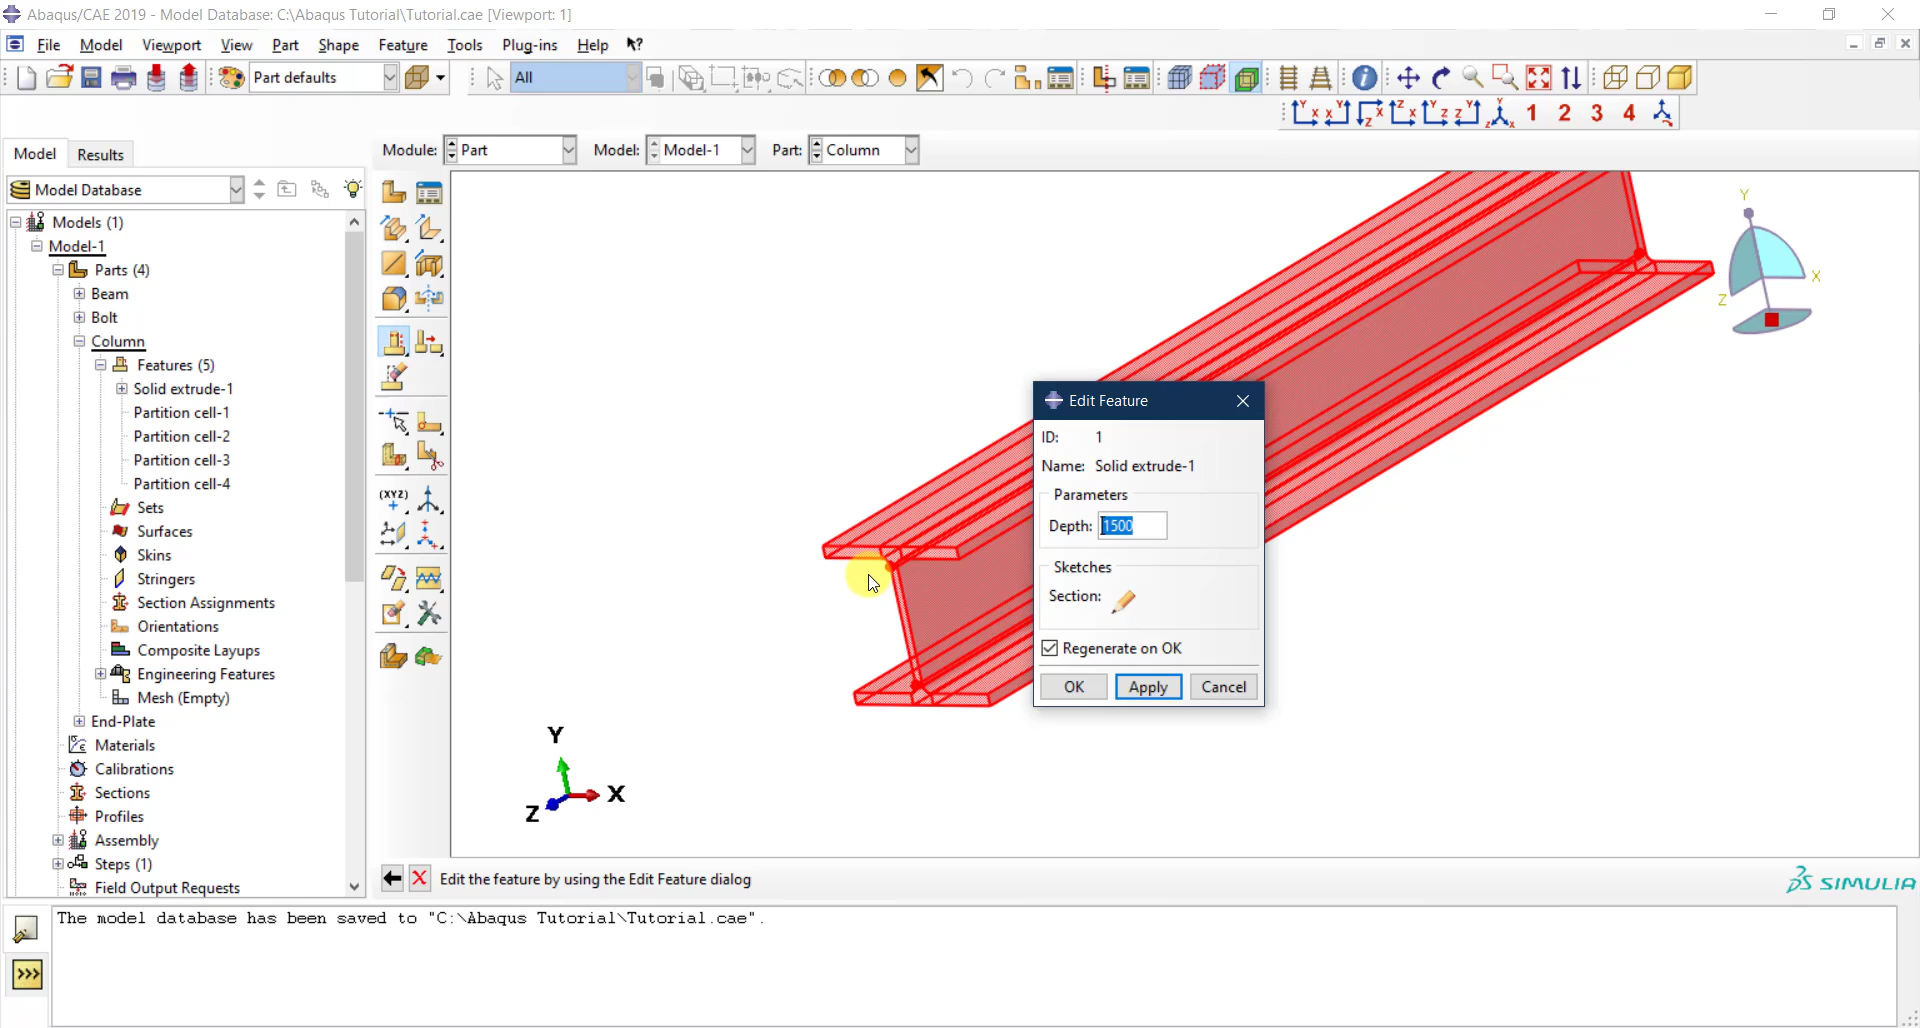 Abaqus/CAE 2019 - Model Database: C:\Abaqus Tutorial\Tutorial.cae [Viewport: 1]
File Model Viewport View Part Shape Feature Tools Plug-ins Help
Part defaults All
1 2 3 4
Model Results
Module: Part Model: Model-1 Part: Column
Model Database
Models (1)
Model-1
Parts (4)
Beam
Bolt
Column
Features (5)
Solid extrude-1
Partition cell-1
Partition cell-2
Partition cell-3
Partition cell-4
Sets
Surfaces
Skins
Stringers
Section Assignments
Orientations
Composite Layups
Engineering Features
Mesh (Empty)
End-Plate
Materials
Calibrations
Sections
Profiles
Assembly
Steps (1)
Field Output Requests
(XYZ)
Y
X
Z
Edit Feature
ID: 1
Name: Solid extrude-1
Parameters
Depth: 1500
Sketches
Section:
Regenerate on OK
OK Apply Cancel
Y
X
Z
Edit the feature by using the Edit Feature dialog
SIMULIA
The model database has been saved to "C:\Abaqus Tutorial\Tutorial.cae".
>>>